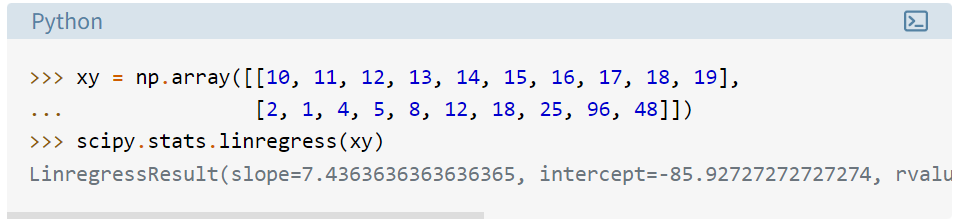 Python
>>> xy = np.array([[10, 11, 12, 13, 14, 15, 16, 17, 18, 19],
...                [2, 1, 4, 5, 8, 12, 18, 25, 96, 48]])
>>> scipy.stats.linregress(xy)
LinregressResult(slope=7.4363636363636365, intercept=-85.92727272727274, rvalu